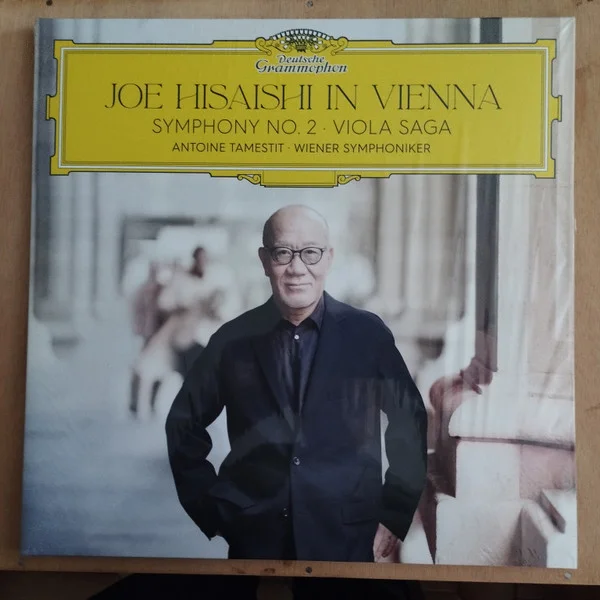 Deutsche
Grammophon
JOE HISAISHI IN VIENNA
SYMPHONY NO. 2 · VIOLA SAGA
ANTOINE TAMESTIT · WIENER SYMPHONIKER